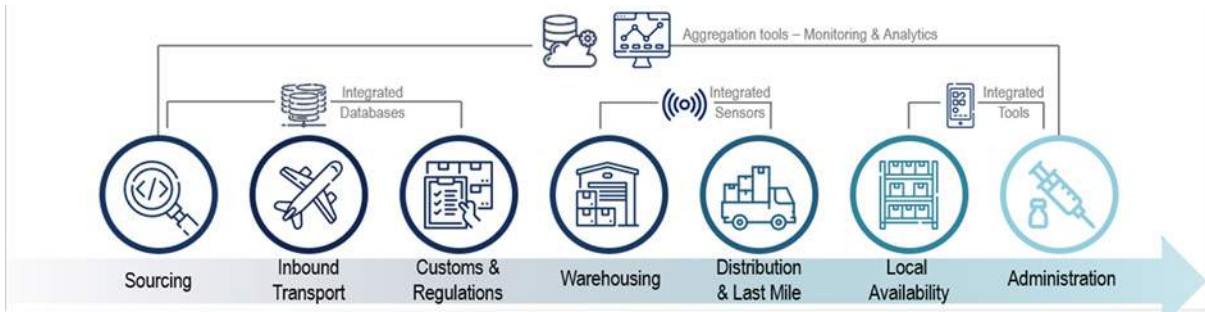 Aggregation tools – Monitoring & Analytics
Integrated
Databases
Integrated
Sensors
Integrated
Tools
</>
Sourcing
Inbound
Transport
Customs &
Regulations
Warehousing
Distribution
& Last Mile
Local
Availability
Administration